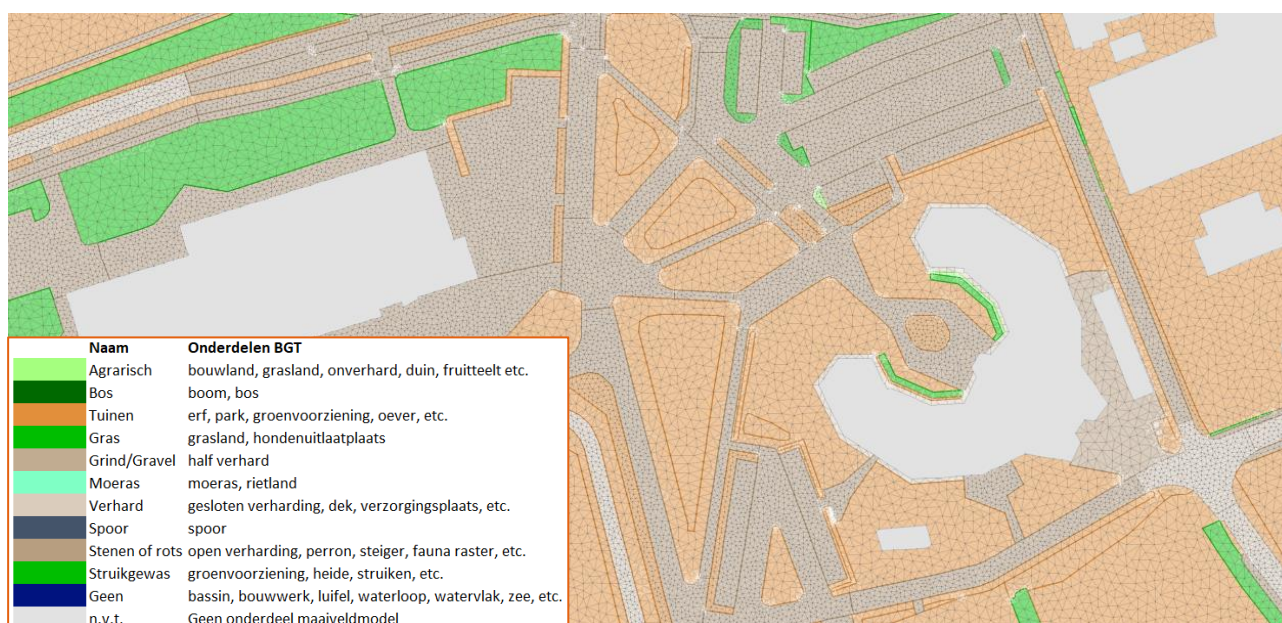 Naam Onderdelen BGT
Agrarisch bouwland, grasland, onverhard, duin, fruitteelt etc.
Bos boom, bos
Tuinen erf, park, groenvoorziening, oever, etc.
Gras grasland, hondenuitlaatplaats
Grind/Gravel half verhard
Moeras moeras, rietland
Verhard gesloten verharding, dek, verzorgingsplaats, etc.
Spoor spoor
Stenen of rots open verharding, perron, steiger, fauna raster, etc.
Struikgewas groenvoorziening, heide, struiken, etc.
Geen bassin, bouwwerk, luifel, waterloop, watervlak, zee, etc.
n.v.t. Geen onderdeel maaiveldmodel